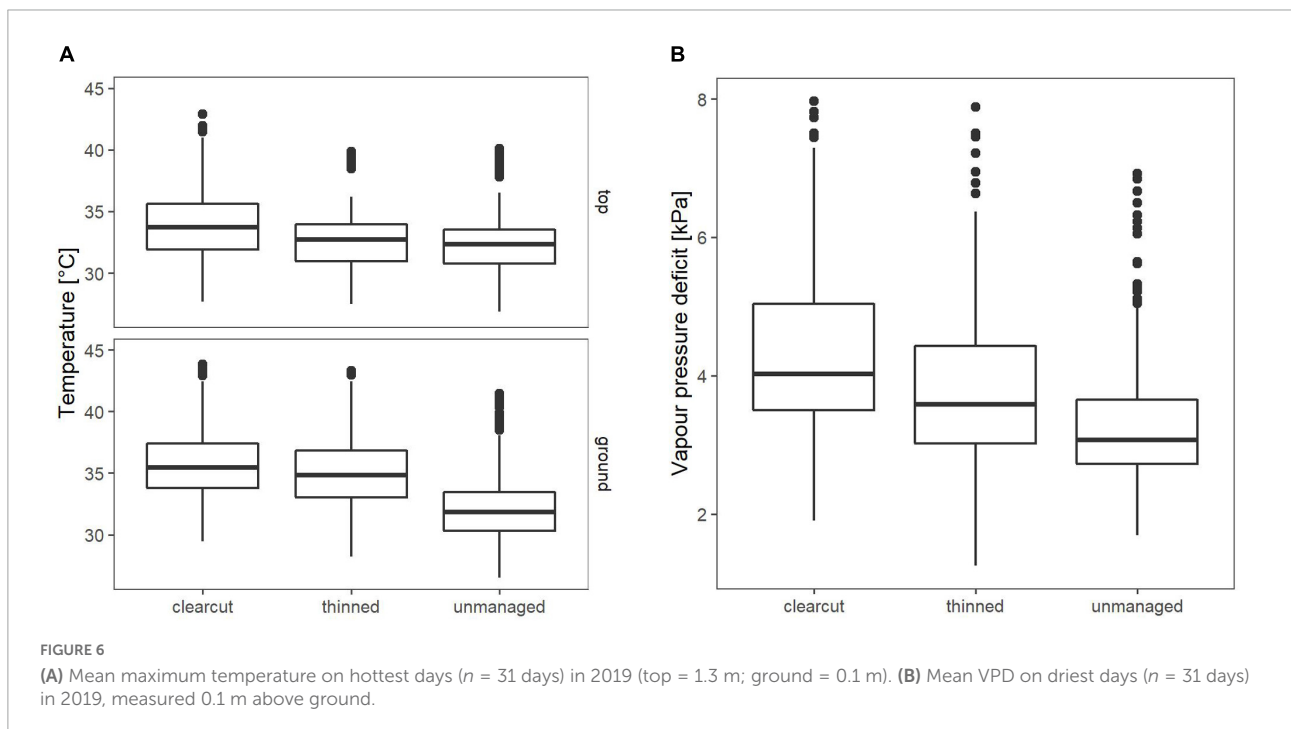 A
B
45
40
35
30
top
45
40
35
30
ground
Temperature [°C]
clearcut
thinned
unmanaged
8
6
4
2
Vapour pressure deficit [kPa]
clearcut
thinned
unmanaged
FIGURE 6
(A) Mean maximum temperature on hottest days (n = 31 days) in 2019 (top = 1.3 m; ground = 0.1 m). (B) Mean VPD on driest days (n = 31 days)
in 2019, measured 0.1 m above ground.